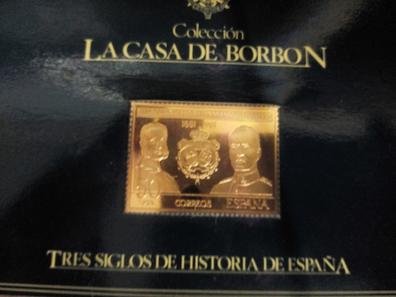 Colección
LA CASA DE BORBON
CORREOS
ESPAÑA
TRES SIGLOS DE HISTORIA DE ESPAÑA